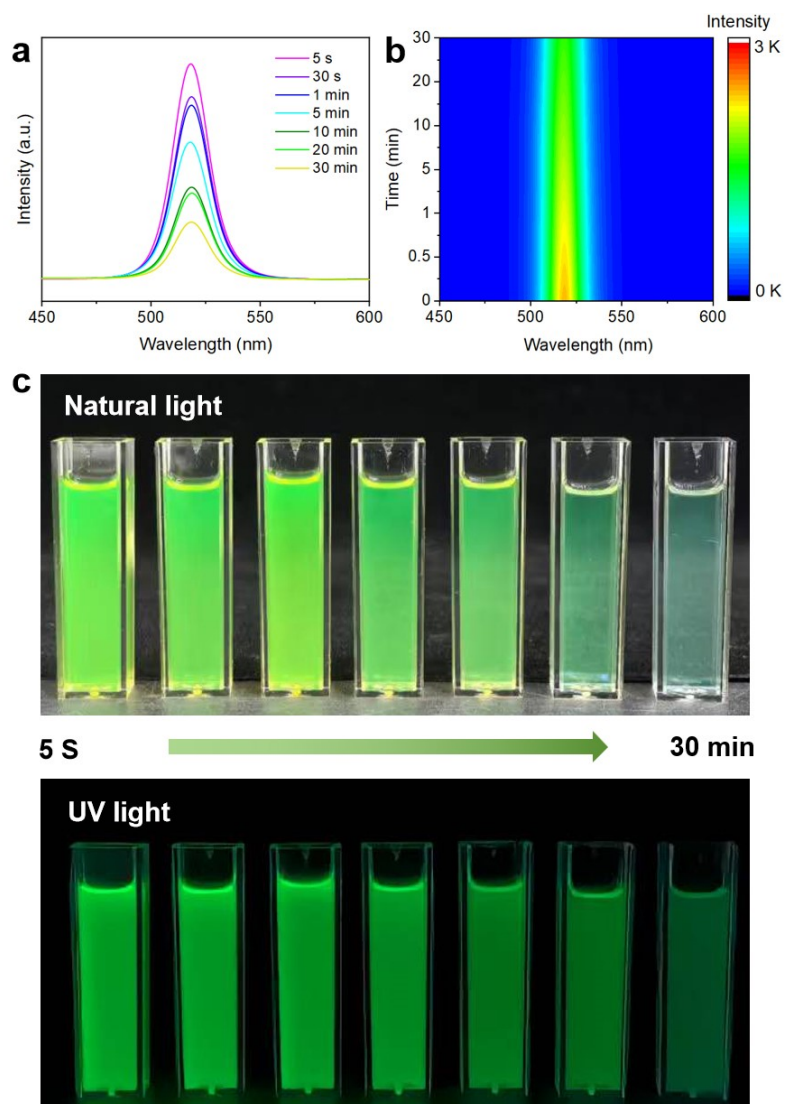 a
5 s
30 s
1 min
5 min
10 min
20 min
30 min
Intensity (a.u.)
450 500 550 600
Wavelength (nm)
b
Intensity
3 K
0 K
30
20
10
5
1
0.5
0
Time (min)
450 500 550 600
Wavelength (nm)
c
Natural light
5 S 30 min
UV light